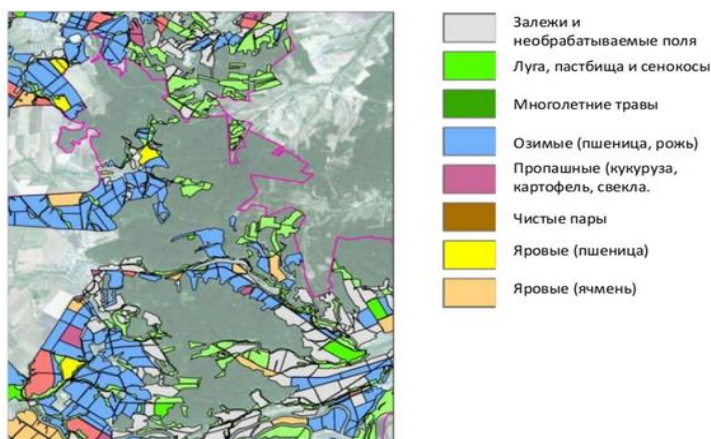 Залежи и
необрабатываемые поля
Луга, пастбища и сенокосы
Многолетние травы
Озимые (пшеница, рожь)
Пропашные (кукуруза,
картофель, свекла.
Чистые пары
Яровые (пшеница)
Яровые (ячмень)